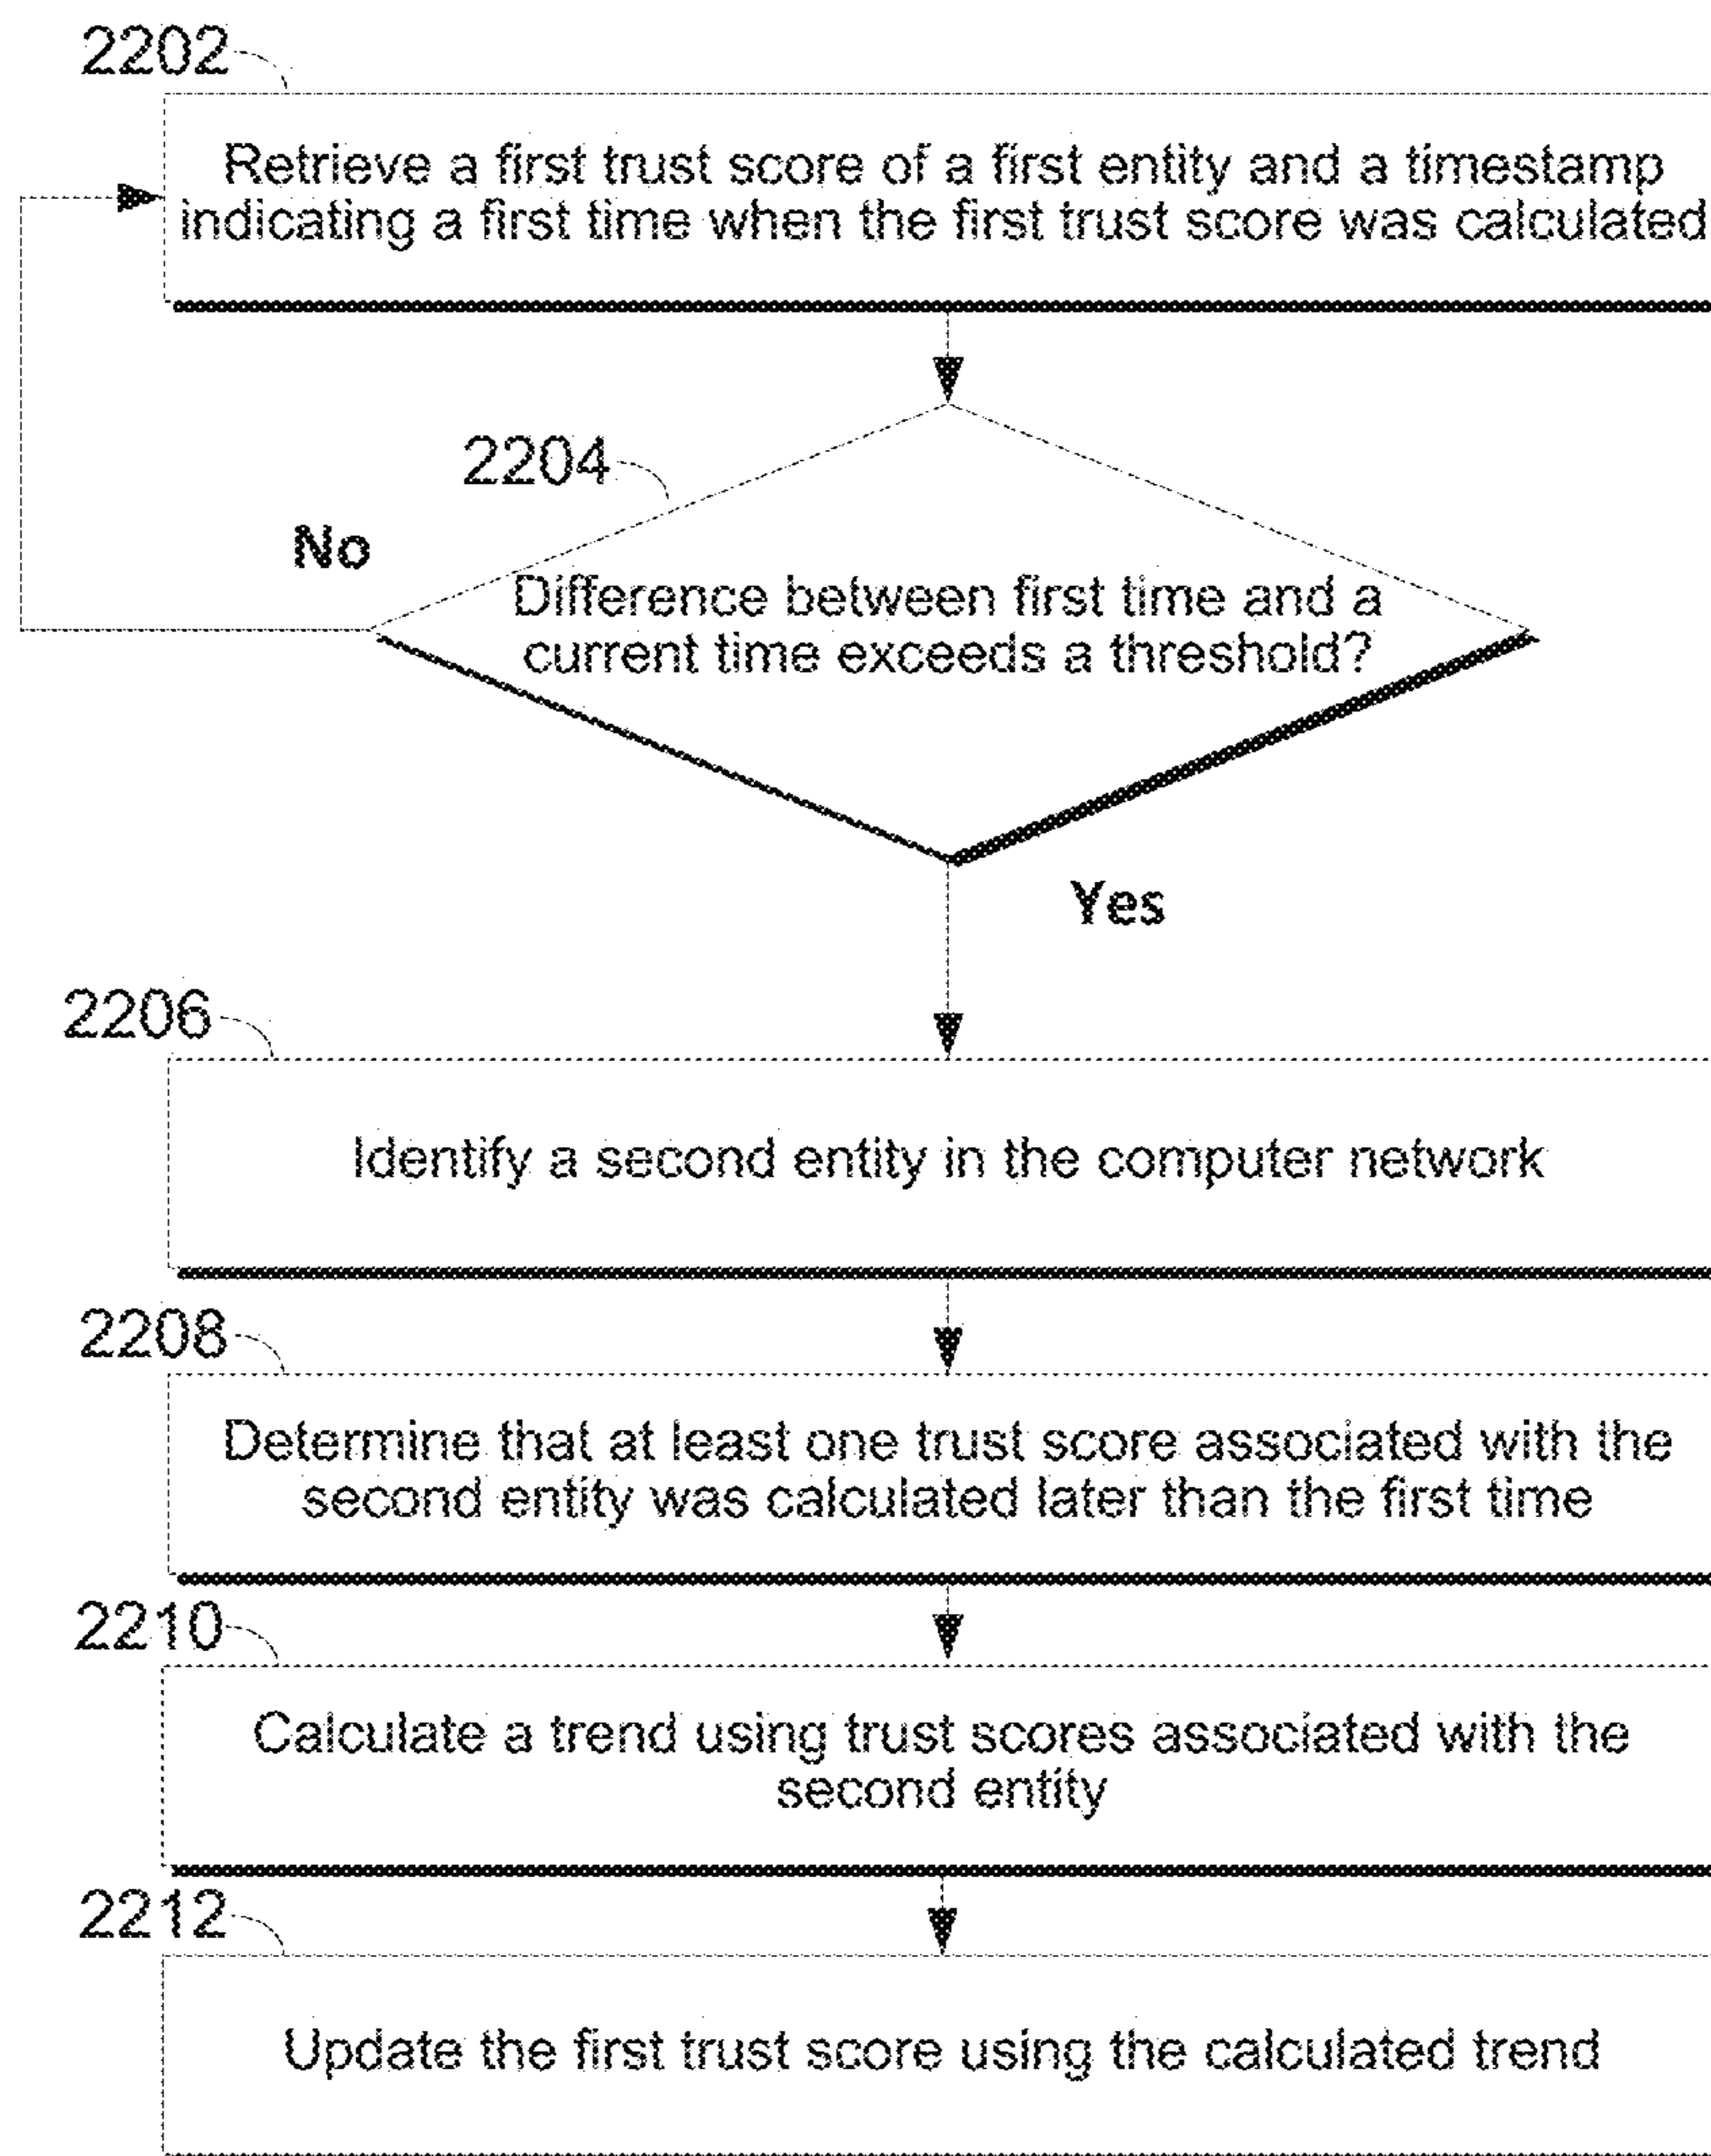 2202
Retrieve a first trust score of a first entity and a timestamp
indicating a first time when the first trust score was calculated
2204
No
Difference between first time and a
current time exceeds a threshold?
Yes
2206
Identify a second entity in the computer network
2208
Determine that at least one trust score associated with the
second entity was calculated later than the first time
2210
Calculate a trend using trust scores associated with the
second entity
2212
Update the first trust score using the calculated trend